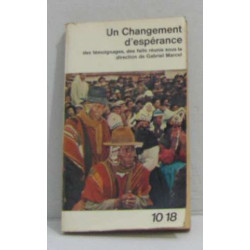 Un Changement
d'espérance
des témoignages, des faits réunis sous la
direction de Gabriel Marcel
10 18